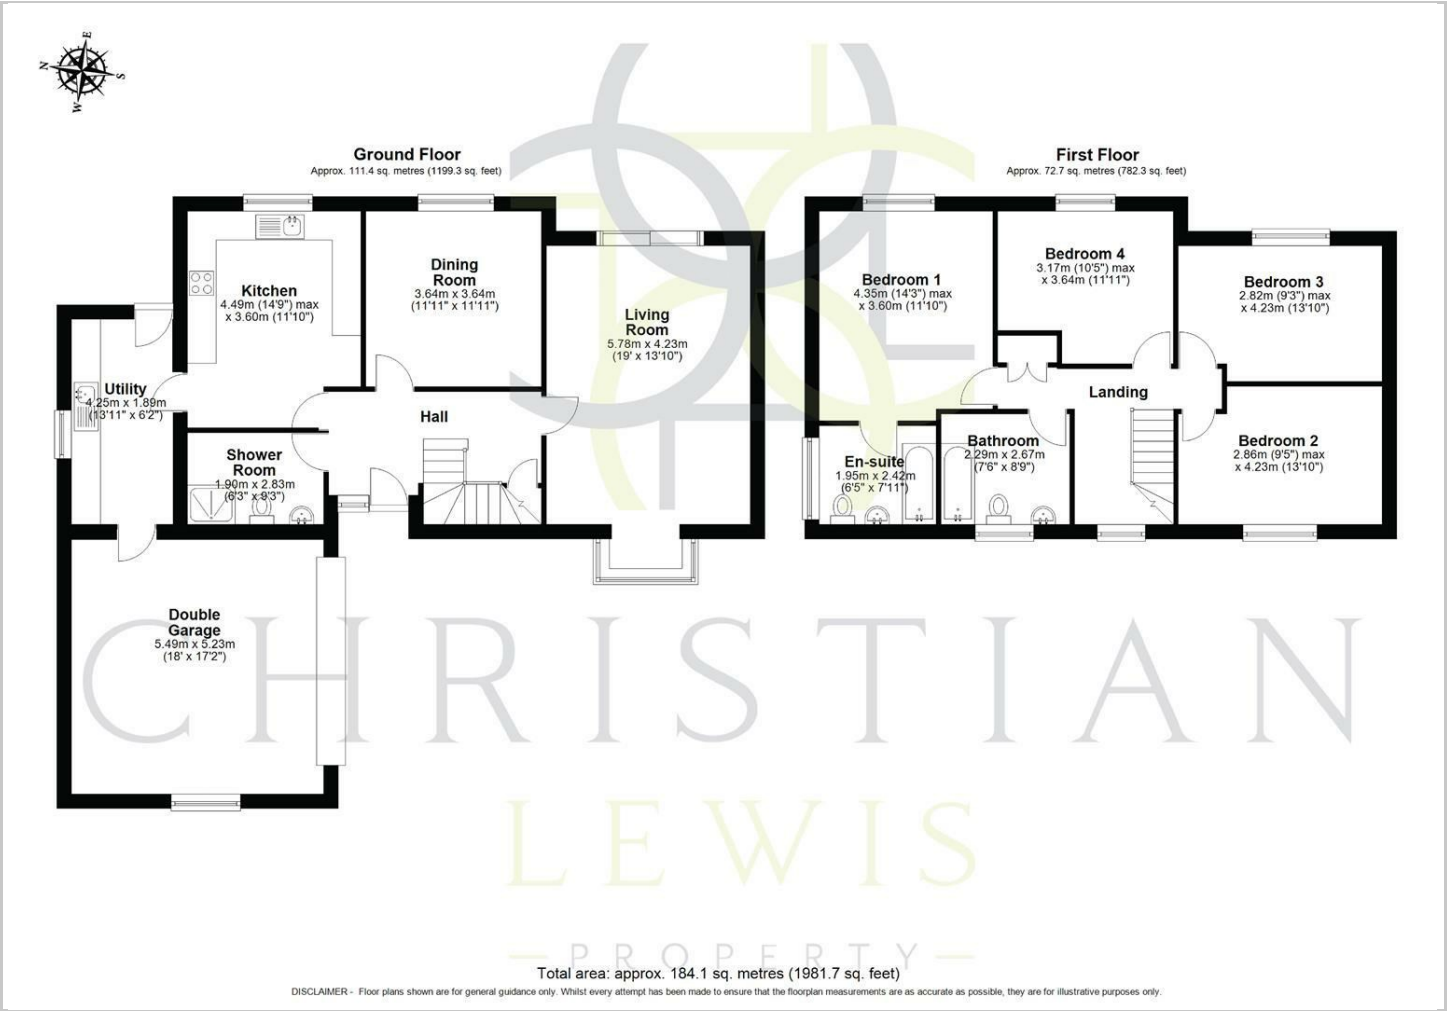 E
N
S
W
Ground Floor
Approx. 111.4 sq. metres (1199.3 sq. feet)
First Floor
Approx. 72.7 sq. metres (782.3 sq. feet)
Kitchen
4.49m (14'9") max
x 3.60m (11'10")
Dining
Room
3.64m x 3.64m
(11'11" x 11'11")
Living
Room
5.78m x 4.23m
(19' x 13'10")
Utility
4.25m x 1.89m
(13'11" x 6'2")
Hall
Shower
Room
1.90m x 2.83m
(6'3" x 9'3")
Double
Garage
5.49m x 5.23m
(18' x 17'2")
Bedroom 1
4.35m (14'3") max
x 3.60m (11'10")
Bedroom 4
3.17m (10'5") max
x 3.64m (11'11")
Bedroom 3
2.82m (9'3") max
x 4.23m (13'10")
Landing
En-suite
1.95m x 2.42m
(6'5" x 7'11")
Bathroom
2.29m x 2.67m
(7'6" x 8'9")
Bedroom 2
2.86m (9'5") max
x 4.23m (13'10")
CHRISTIAN
LEWIS
PROPERTY
Total area: approx. 184.1 sq. metres (1981.7 sq. feet)
DISCLAIMER - Floor plans shown are for general guidance only. Whilst every attempt has been made to ensure that the floorplan measurements are as accurate as possible, they are for illustrative purposes only.